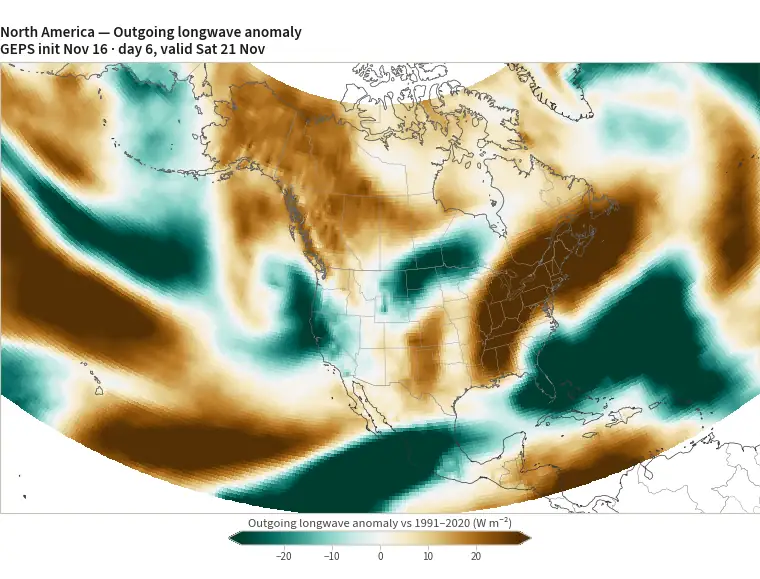 North America — Outgoing longwave anomaly
GEPS init Nov 16 · day 6, valid Sat 21 Nov
Outgoing longwave anomaly vs 1991–2020 (W m⁻²)
−20 −10 0 10 20